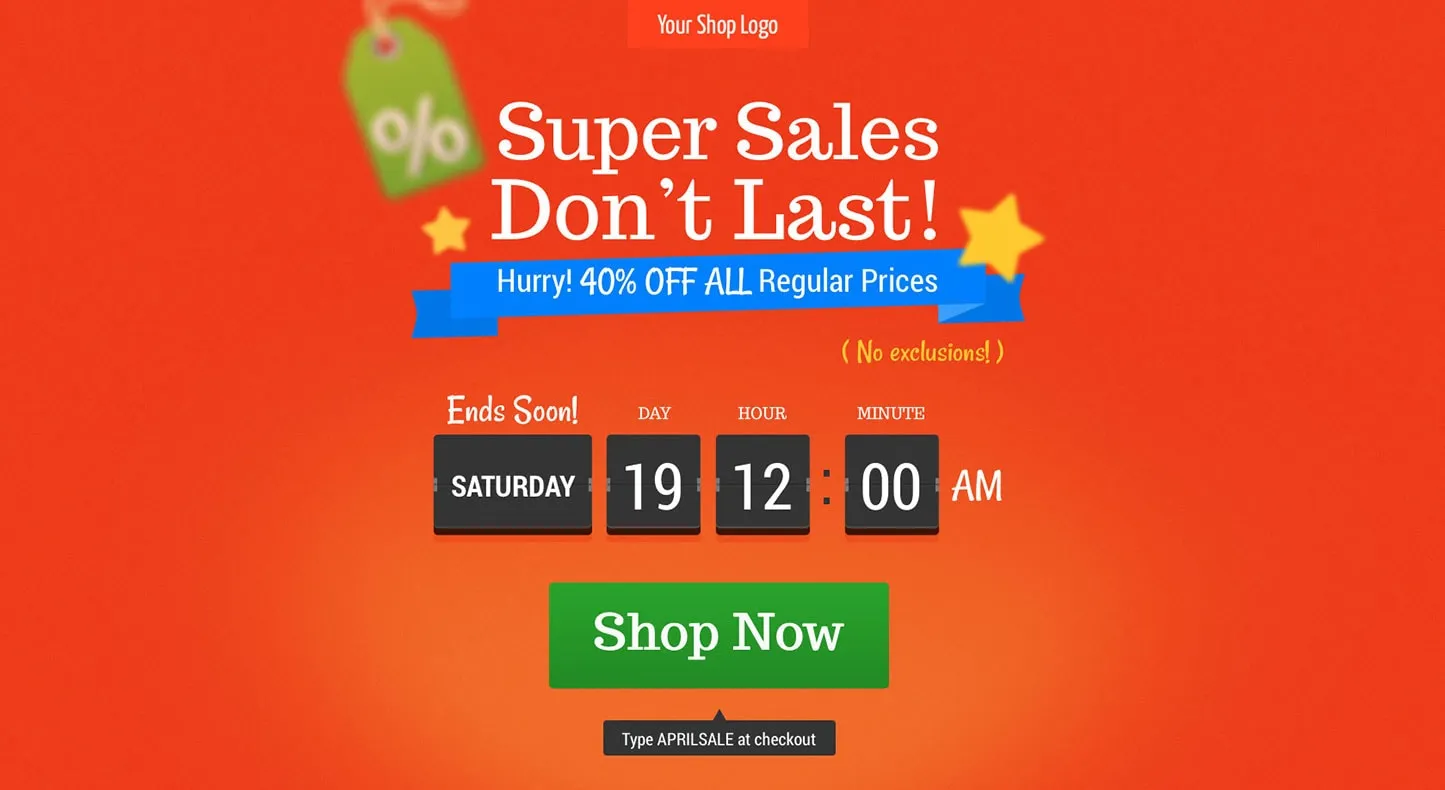 Your Shop Logo
%
Super Sales
Don’t Last!
Hurry! 40% OFF ALL Regular Prices
( No exclusions! )
Ends Soon! DAY HOUR MINUTE
SATURDAY 19 12 : 00 AM
Shop Now
Type APRILSALE at checkout